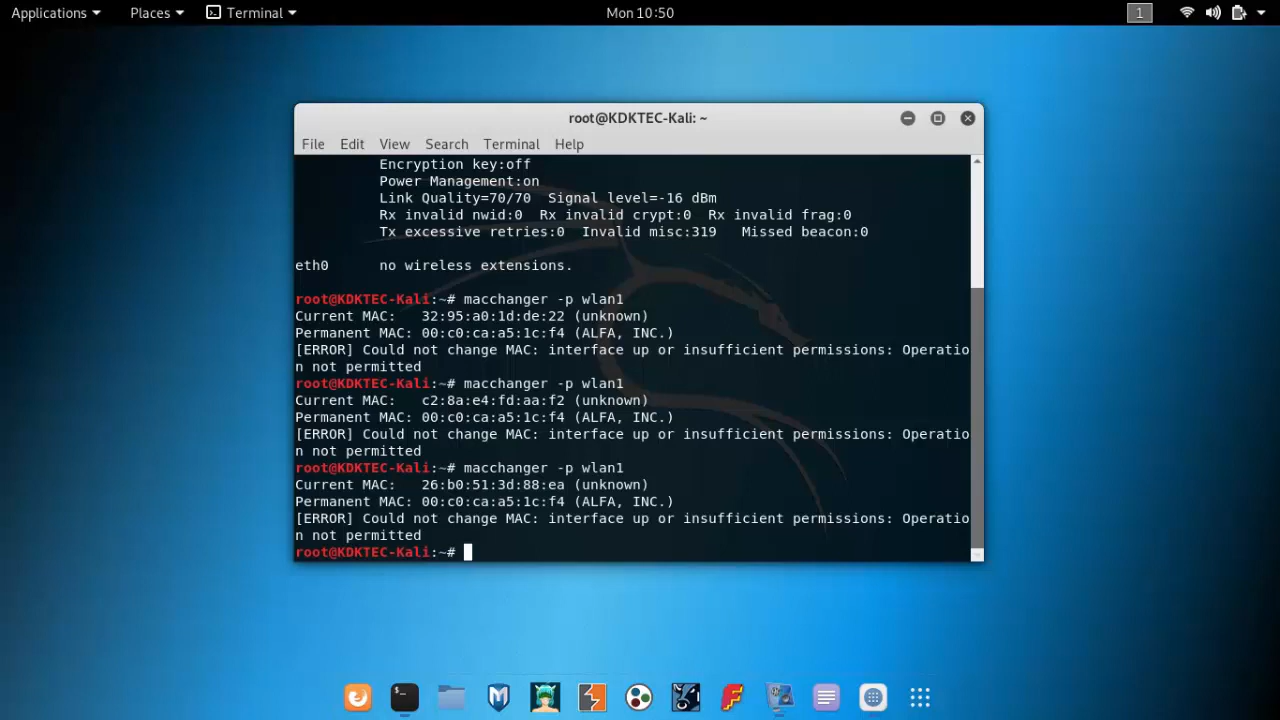 Applications Places Terminal Mon 10:50 1
root@KDKTEC-Kali: ~
File Edit View Search Terminal Help
Encryption key:off
Power Management:on
Link Quality=70/70 Signal level=-16 dBm
Rx invalid nwid:0 Rx invalid crypt:0 Rx invalid frag:0
Tx excessive retries:0 Invalid misc:319 Missed beacon:0
eth0 no wireless extensions.
root@KDKTEC-Kali:~# macchanger -p wlan1
Current MAC: 32:95:a0:1d:de:22 (unknown)
Permanent MAC: 00:c0:ca:a5:1c:f4 (ALFA, INC.)
[ERROR] Could not change MAC: interface up or insufficient permissions: Operatio
n not permitted
root@KDKTEC-Kali:~# macchanger -p wlan1
Current MAC: c2:8a:e4:fd:aa:f2 (unknown)
Permanent MAC: 00:c0:ca:a5:1c:f4 (ALFA, INC.)
[ERROR] Could not change MAC: interface up or insufficient permissions: Operatio
n not permitted
root@KDKTEC-Kali:~# macchanger -p wlan1
Current MAC: 26:b0:51:3d:88:ea (unknown)
Permanent MAC: 00:c0:ca:a5:1c:f4 (ALFA, INC.)
[ERROR] Could not change MAC: interface up or insufficient permissions: Operatio
n not permitted
root@KDKTEC-Kali:~#